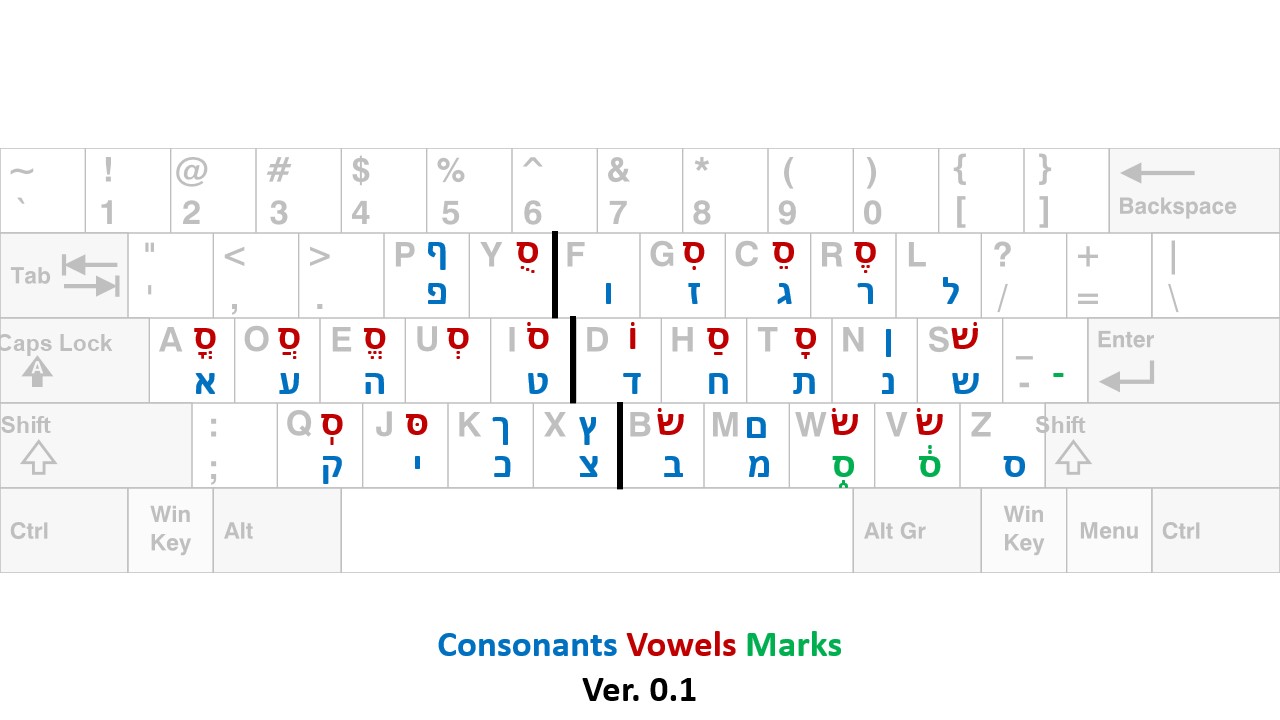 ~ ! @ # $ % ^ & * ( ) { }
` 1 2 3 4 5 6 7 8 9 0 [ ] Backspace
" < > P ף Y סֻ F G סִ C סֵ R סֶ L ? + |
Tab ' , . פ ו ז ג ר ל / = \
Caps Lock A סֳ O סֲ E סֱ U סְ I סֹ D וֹ H סַ T סָ N ן S שׁ _ Enter
A א ע ה ט ד ח ת נ ש - -
Shift : Q J סּ K ך X ץ B שׂ M ם W שׂ V שׂ Z Shift
; ק י כ צ ב מ ס
Ctrl Win Key Alt Alt Gr Win Key Menu Ctrl
Consonants Vowels Marks
Ver. 0.1